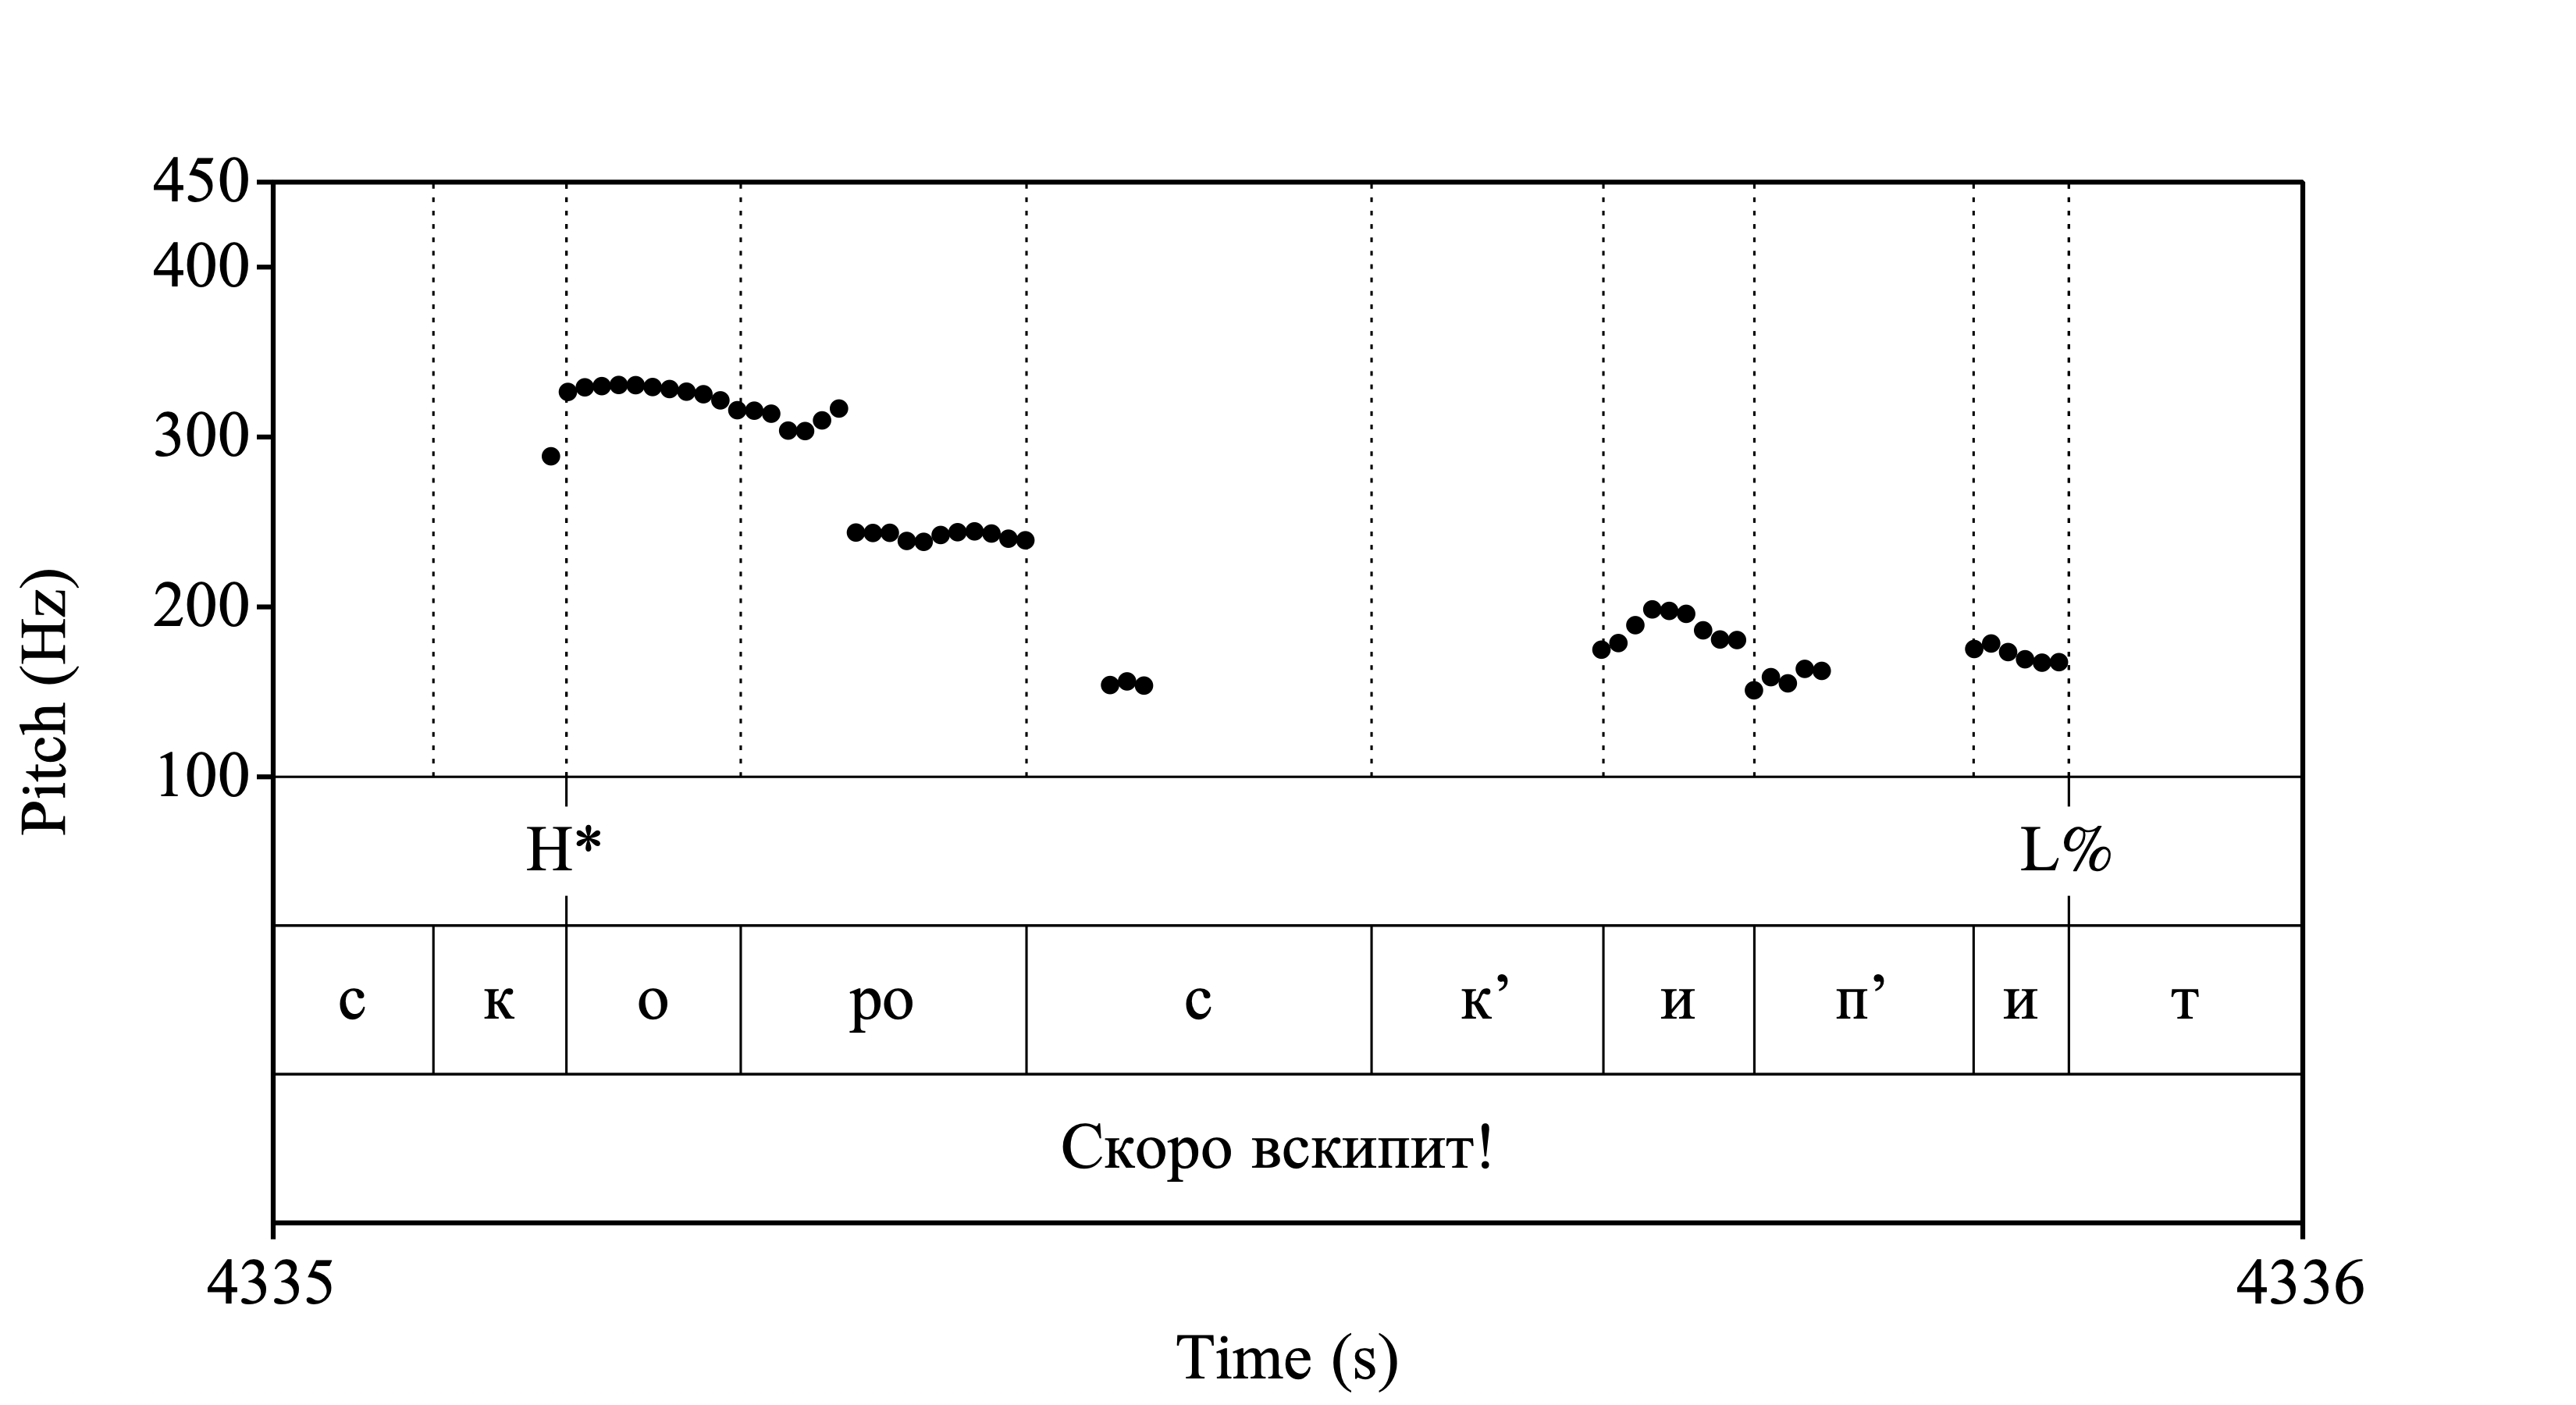 450
400
300
200
100
Pitch (Hz)
H* L%
с к о ро с к’ и п’ и т
Скоро вскипит!
4335 4336
Time (s)